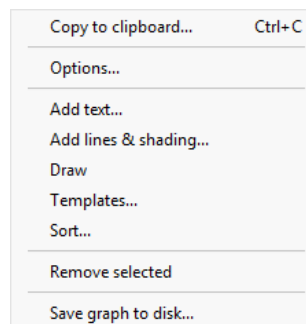 Copy to clipboard... Ctrl+C
Options...
Add text...
Add lines & shading...
Draw
Templates...
Sort...
Remove selected
Save graph to disk...